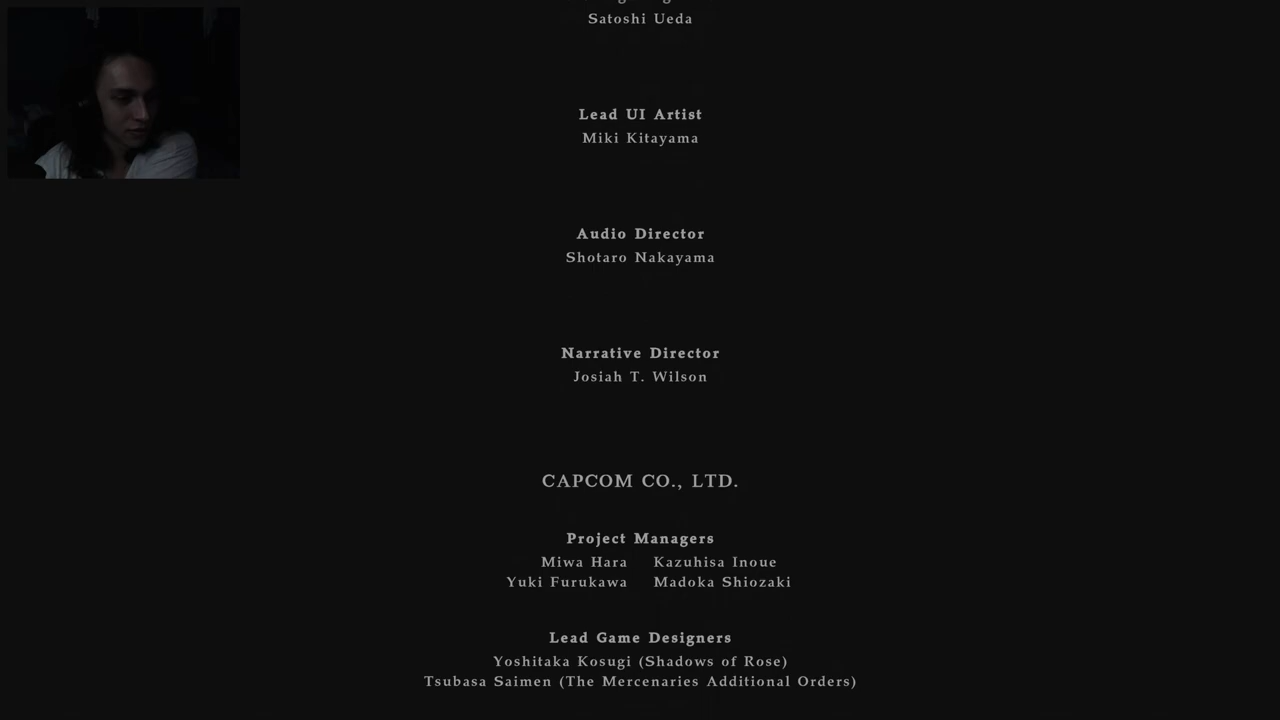 Satoshi Ueda
Lead UI Artist
Miki Kitayama
Audio Director
Shotaro Nakayama
Narrative Director
Josiah T. Wilson
CAPCOM CO., LTD.
Project Managers
Miwa Hara Kazuhisa Inoue
Yuki Furukawa Madoka Shiozaki
Lead Game Designers
Yoshitaka Kosugi (Shadows of Rose)
Tsubasa Saimen (The Mercenaries Additional Orders)